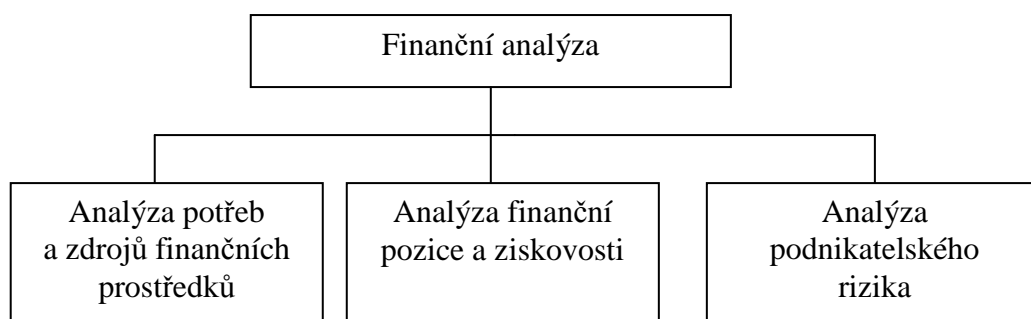 Finanční analýza
Analýza potřeb
a zdrojů finančních
prostředků
Analýza finanční
pozice a ziskovosti
Analýza
podnikatelského
rizika